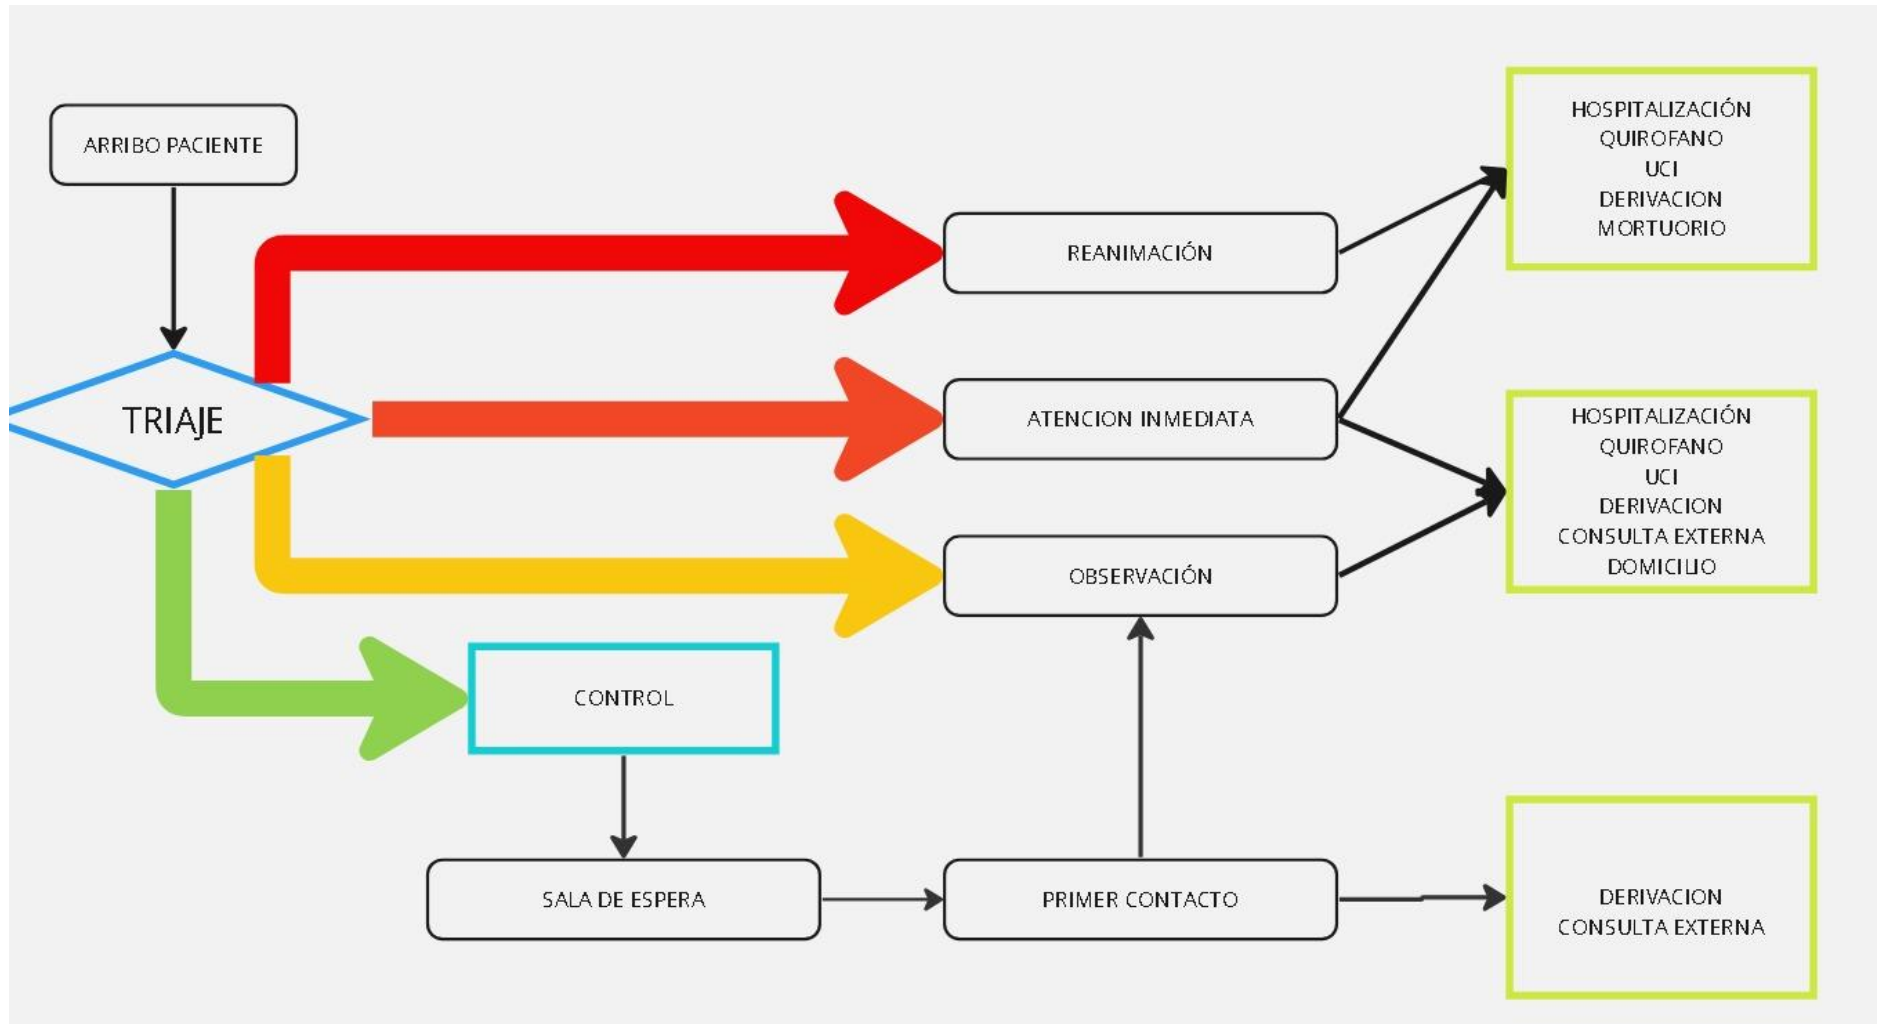 ARRIBO PACIENTE
TRIAJE
REANIMACIÓN
ATENCION INMEDIATA
OBSERVACIÓN
CONTROL
SALA DE ESPERA
PRIMER CONTACTO
HOSPITALIZACIÓN
QUIROFANO
UCI
DERIVACION
MORTUORIO
HOSPITALIZACIÓN
QUIROFANO
UCI
DERIVACION
CONSULTA EXTERNA
DOMICILIO
DERIVACION
CONSULTA EXTERNA